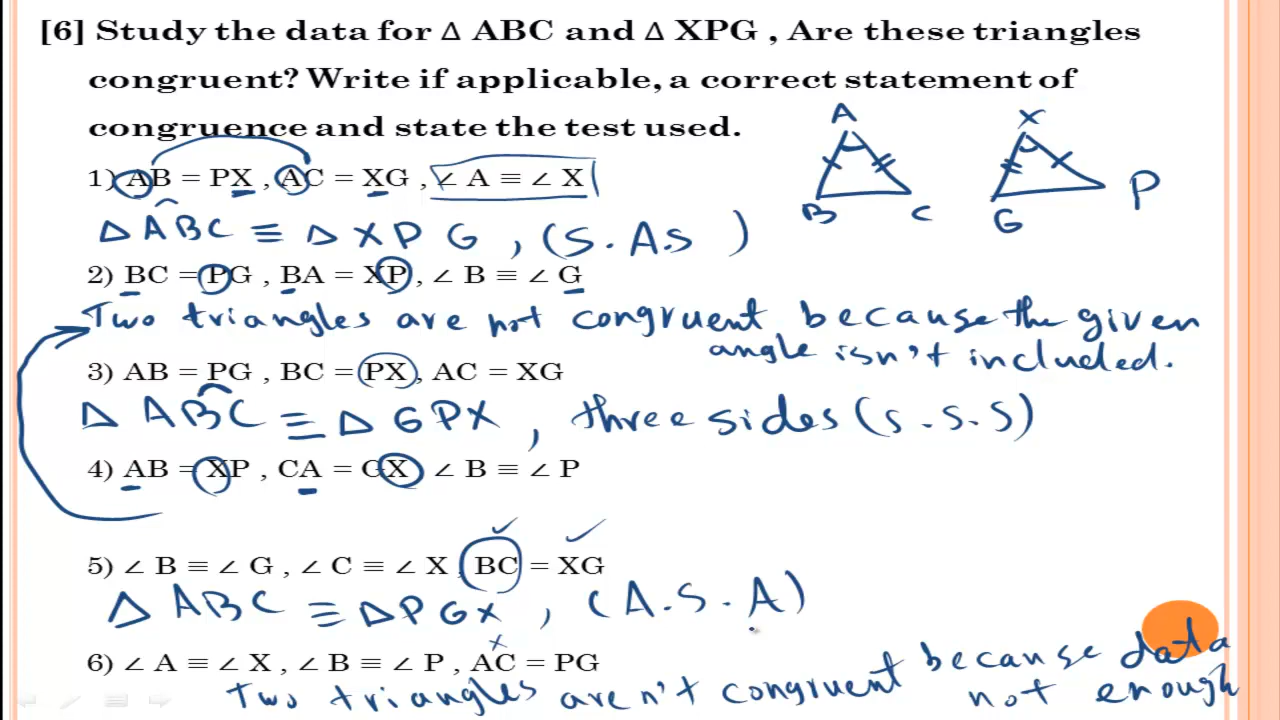 [6] Study the data for Δ ABC and Δ XPG , Are these triangles
congruent? Write if applicable, a correct statement of
congruence and state the test used.
A X
B C G P
1) AB = PX , AC = XG , ∠ A ≡ ∠ X
Δ ABC ≡ Δ XPG , (S.A.S)
2) BC = PG , BA = XP , ∠ B ≡ ∠ G
Two triangles are not congruent, because the given
angle isn't included.
3) AB = PG , BC = PX , AC = XG
Δ ABC ≡ Δ GPX , three sides (S.S.S)
4) AB = XP , CA = GX ∠ B ≡ ∠ P
5) ∠ B ≡ ∠ G , ∠ C ≡ ∠ X , BC = XG
Δ ABC ≡ Δ PGX , (A.S.A)
6) ∠ A ≡ ∠ X , ∠ B ≡ ∠ P , AC = PG
Two triangles aren't congruent because data
not enough